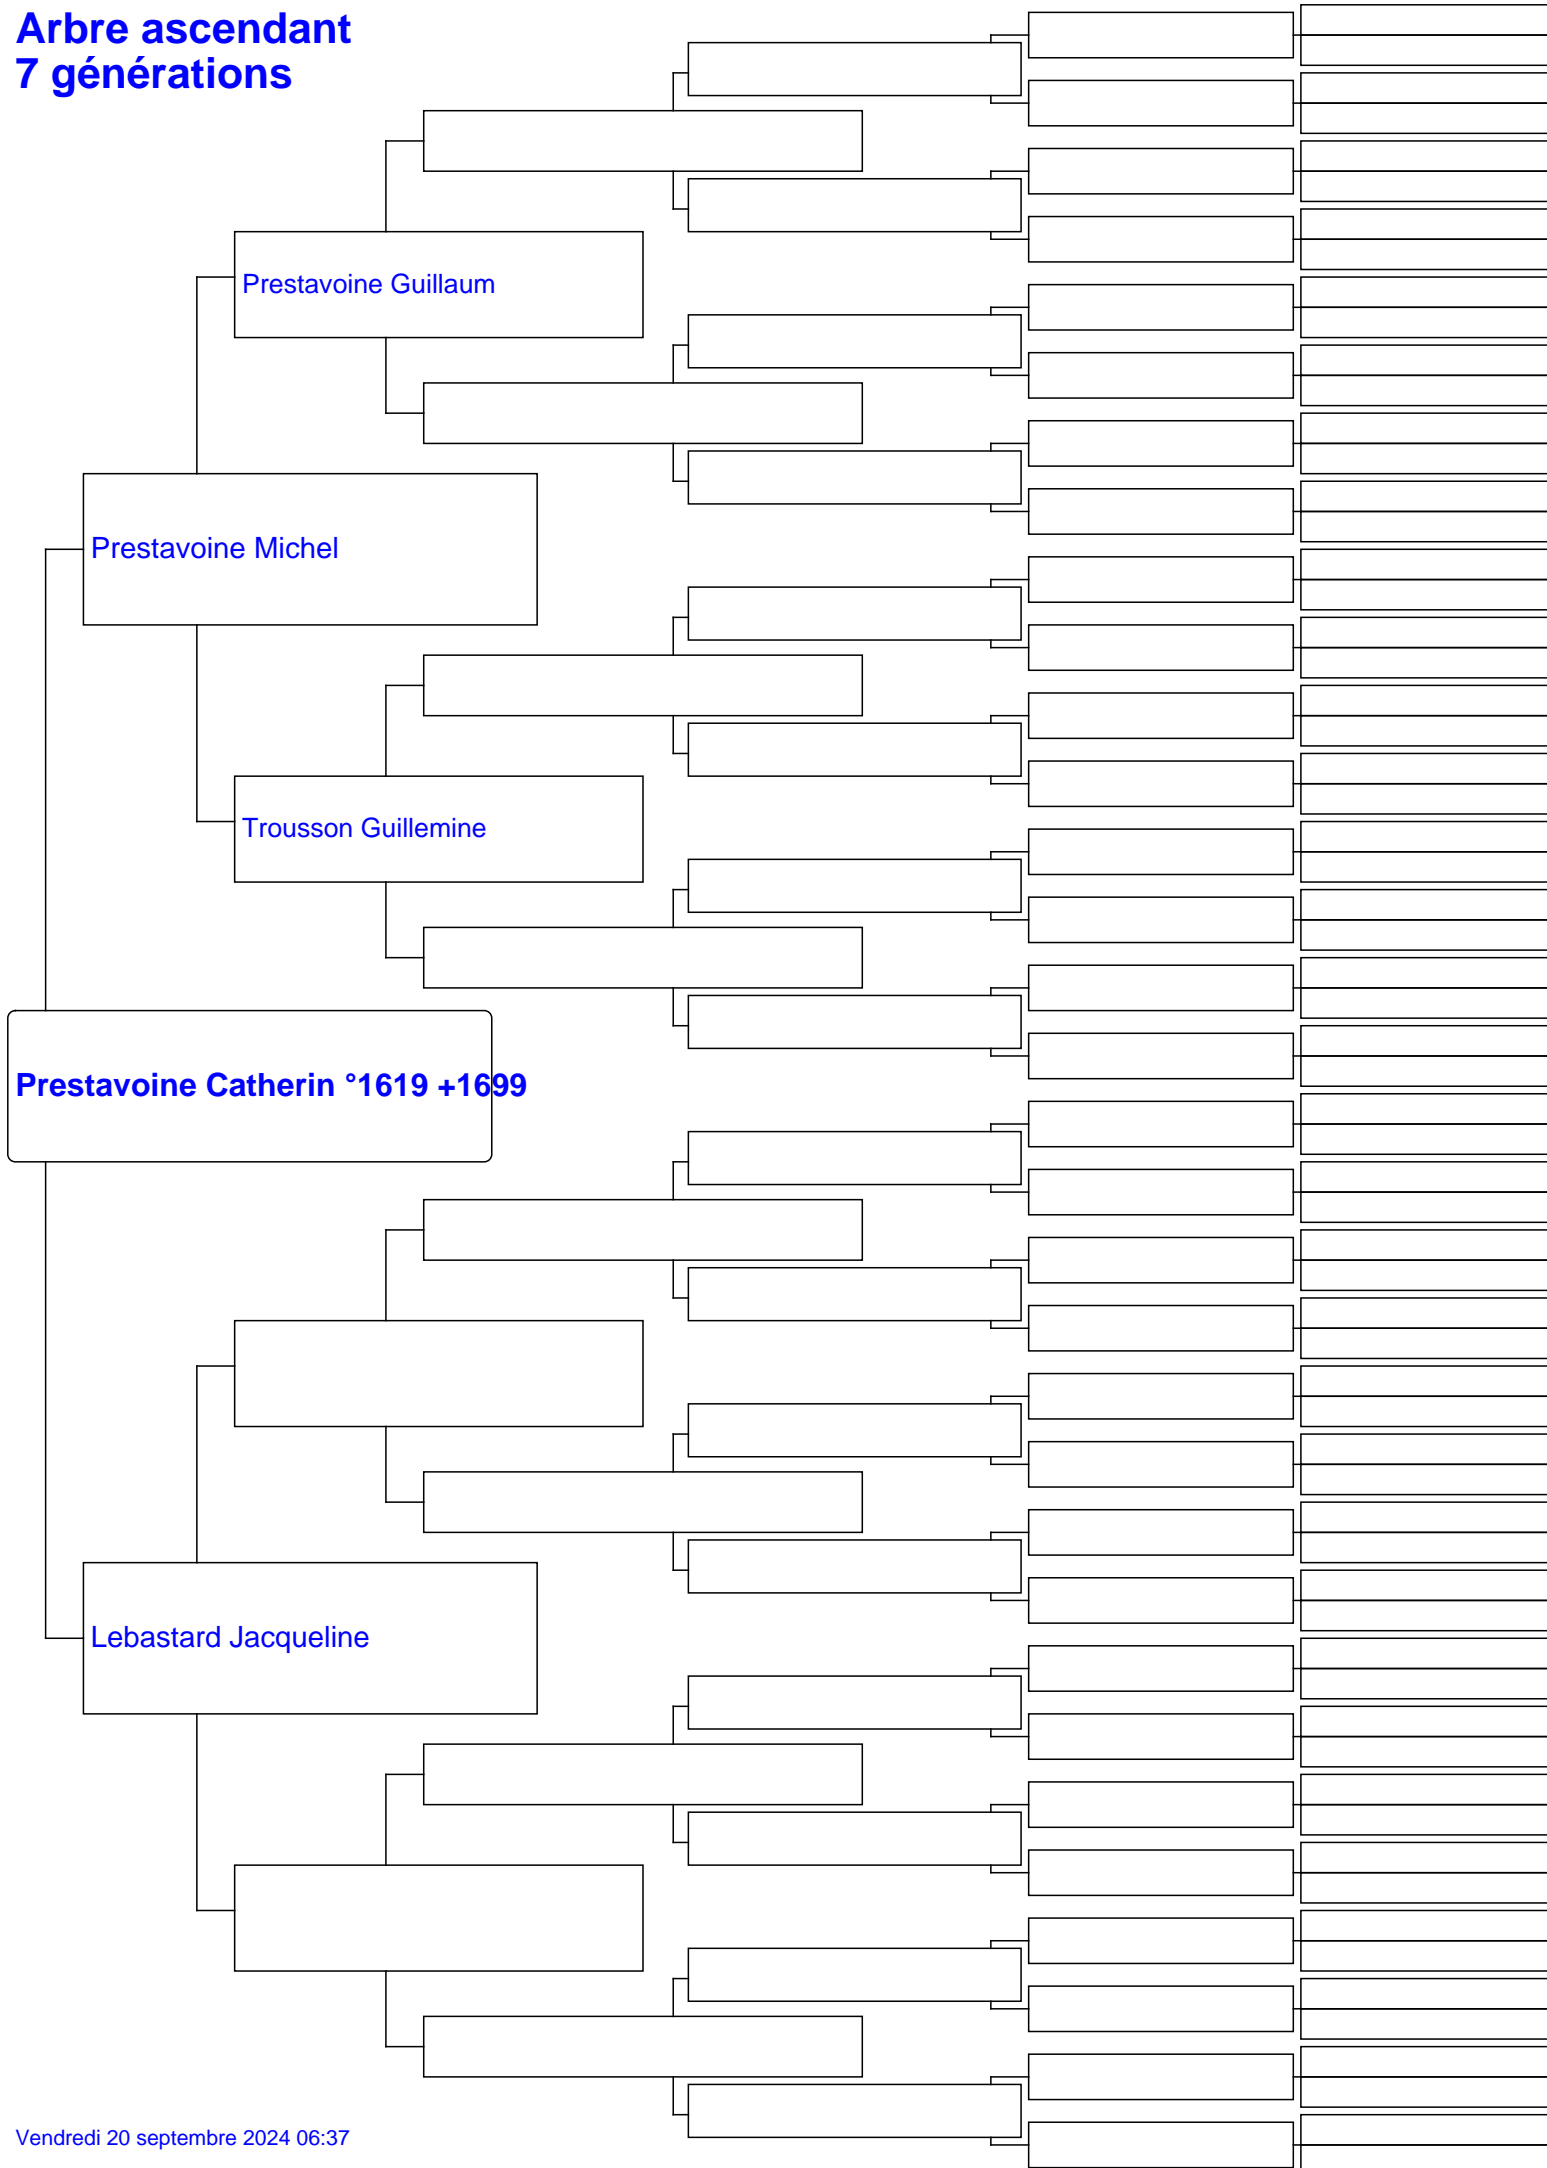 Arbre ascendant
7 générations
Prestavoine Guillaum
Prestavoine Michel
Trousson Guillemine
Prestavoine Catherin °1619 +1699
Lebastard Jacqueline
Vendredi 20 septembre 2024 06:37